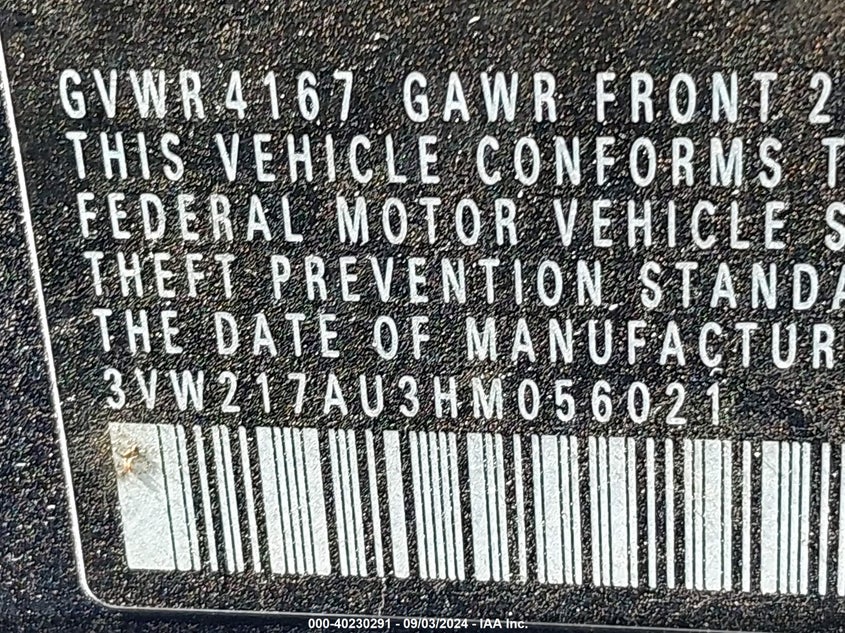 GVWR 4167 GAWR FRONT 2
THIS VEHICLE CONFORMS T
FEDERAL MOTOR VEHICLE S
THEFT PREVENTION STANDA
THE DATE OF MANUFACTUR
3VW217AU3HM056021
000-40230291 - 09/03/2024 - IAA Inc.